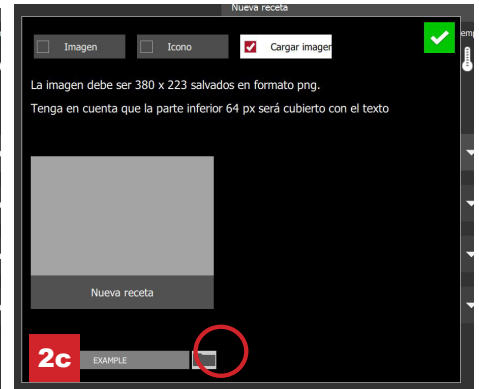 Nueva receta
Imagen
Icono
Cargar imagen
emp
La imagen debe ser 380 x 223 salvados en formato png.
Tenga en cuenta que la parte inferior 64 px será cubierto con el texto
Nueva receta
2c
EXAMPLE